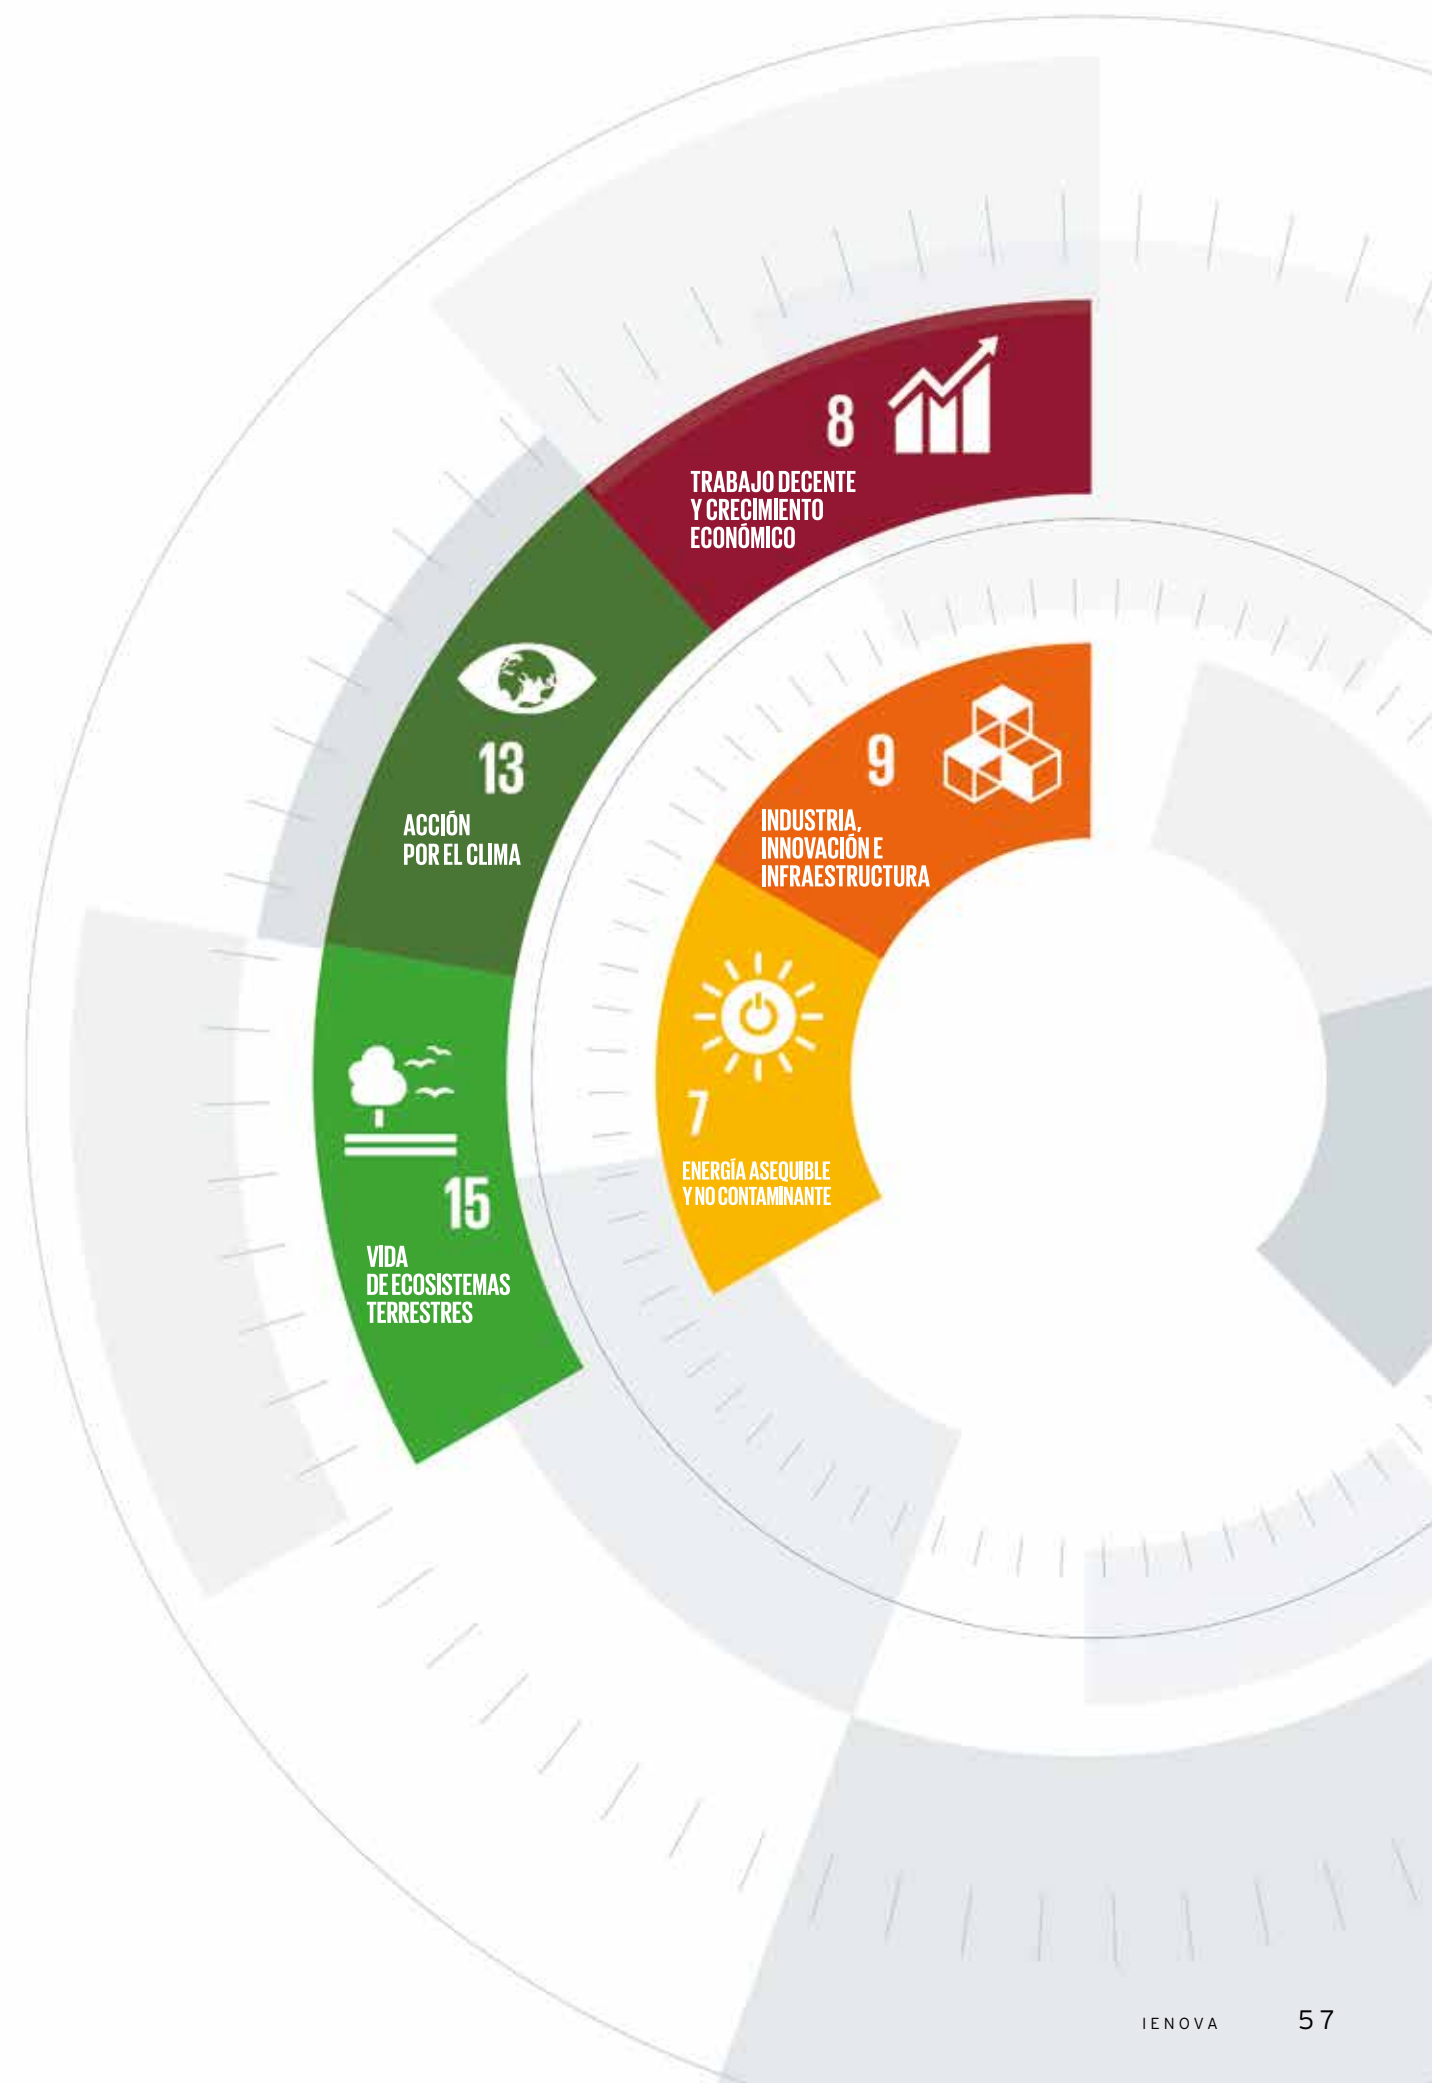 8
TRABAJO DECENTE
Y CRECIMIENTO
ECONÓMICO
13
ACCIÓN
POR EL CLIMA
9
INDUSTRIA,
INNOVACIÓN E
INFRAESTRUCTURA
7
ENERGÍA ASEQUIBLE
Y NO CONTAMINANTE
15
VIDA
DE ECOSISTEMAS
TERRESTRES
IENOVA 57